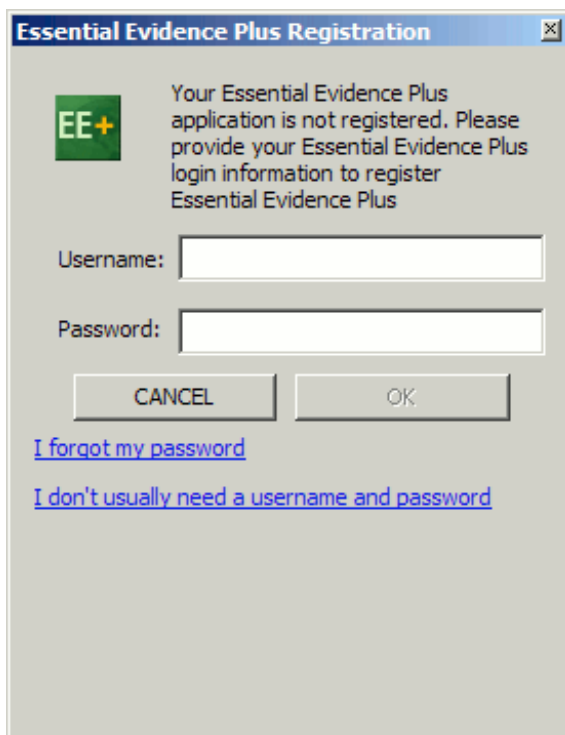 Essential Evidence Plus Registration
EE+
Your Essential Evidence Plus
application is not registered. Please
provide your Essential Evidence Plus
login information to register
Essential Evidence Plus
Username:
Password:
CANCEL
OK
I forgot my password
I don't usually need a username and password